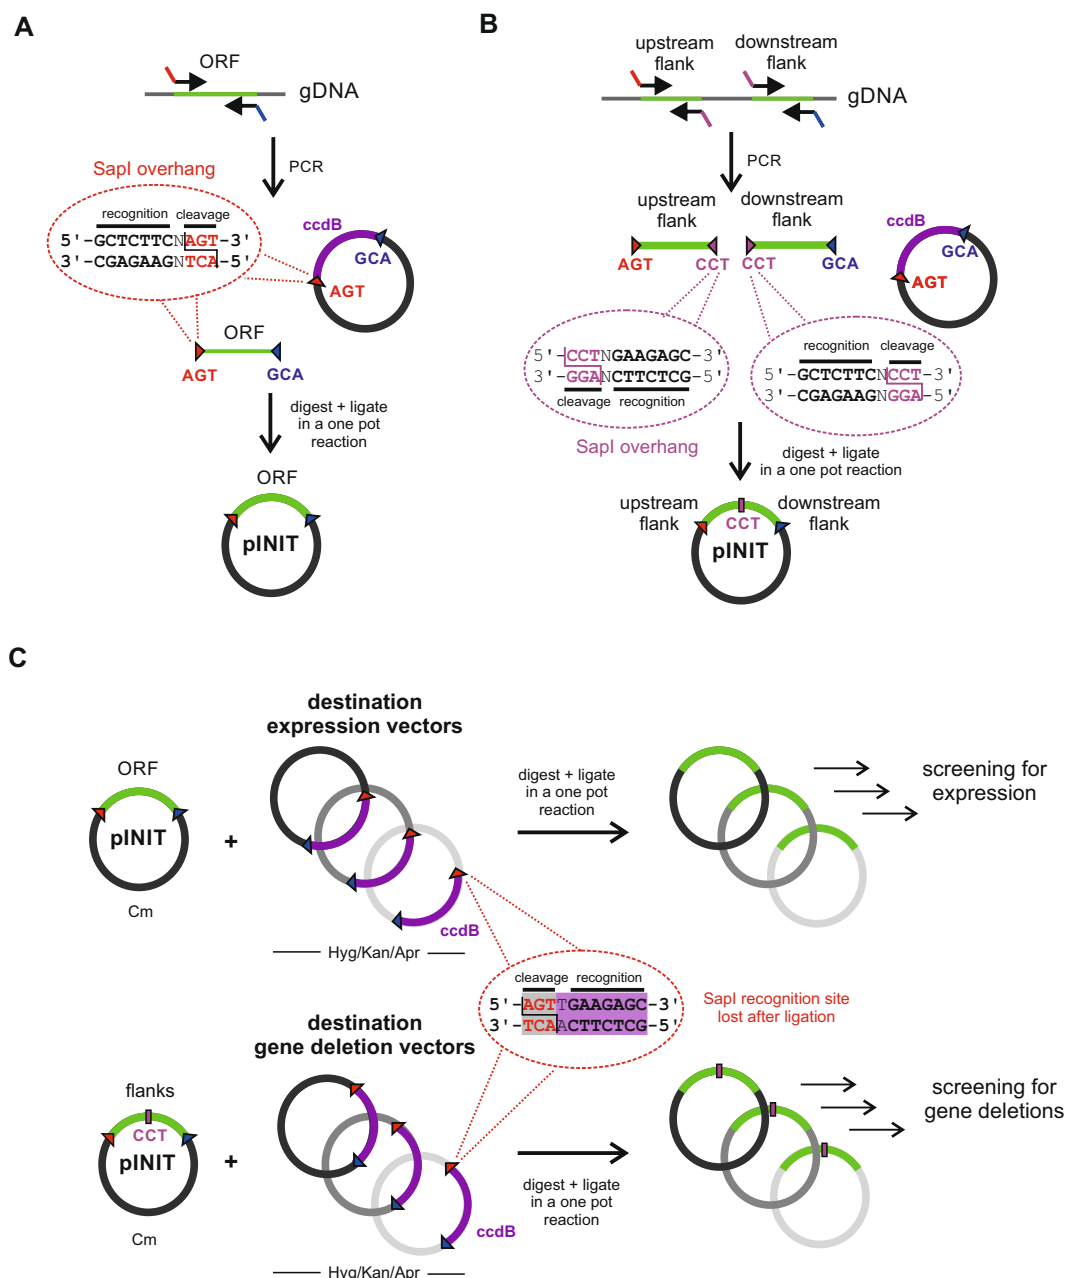 A
ORF
gDNA
PCR
SapI overhang
recognition cleavage
5'-GCTCTTCNAGT-3'
3'-CGAGAAGNTCA-5'
ccdB
GCA
AGT
ORF
AGT
GCA
digest + ligate
in a one pot
reaction
ORF
pINIT
B
upstream
flank
downstream
flank
gDNA
PCR
upstream
flank
downstream
flank
AGT
CCT
CCT
GCA
ccdB
GCA
AGT
5'-CCTNGAAGAGC-3'
3'-GGANCTTCTCG-5'
cleavage recognition
recognition cleavage
5'-GCTCTTCNCCT-3'
3'-CGAGAAGNGGA-5'
SapI overhang
digest + ligate
in a one pot reaction
upstream
flank
downstream
flank
CCT
pINIT
C
destination
expression vectors
ORF
pINIT
Cm
+
ccdB
Hyg/Kan/Apr
digest + ligate
in a one pot
reaction
screening for
expression
cleavage recognition
5'-AGTTGAAGAGC-3'
3'-TCAACTTCTCG-5'
SapI recognition site
lost after ligation
destination
gene deletion vectors
flanks
CCT
pINIT
Cm
+
ccdB
Hyg/Kan/Apr
digest + ligate
in a one pot
reaction
screening for
gene deletions